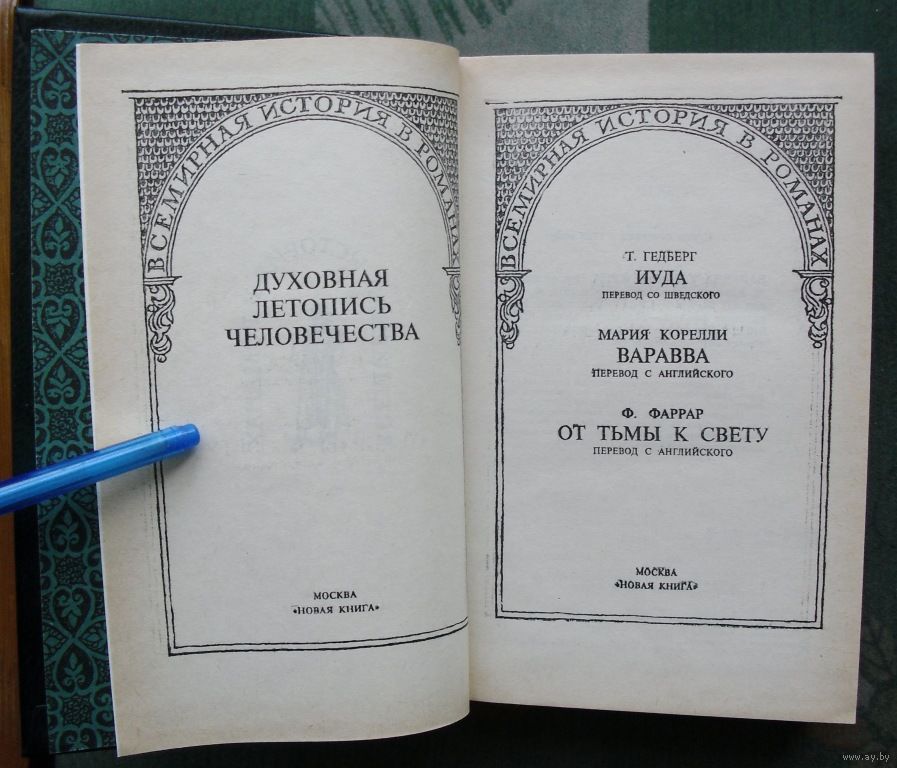 ВСЕМИРНАЯ ИСТОРИЯ В РОМАНАХ
ДУХОВНАЯ
ЛЕТОПИСЬ
ЧЕЛОВЕЧЕСТВА
МОСКВА
«НОВАЯ КНИГА»
ВСЕМИРНАЯ ИСТОРИЯ В РОМАНАХ
Т. ГЕДБЕРГ
ИУДА
ПЕРЕВОД СО ШВЕДСКОГО
МАРИЯ КОРЕЛЛИ
ВАРАВВА
ПЕРЕВОД С АНГЛИЙСКОГО
Ф. ФАРРАР
ОТ ТЬМЫ К СВЕТУ
ПЕРЕВОД С АНГЛИЙСКОГО
МОСКВА
«НОВАЯ КНИГА»
www.ay.by